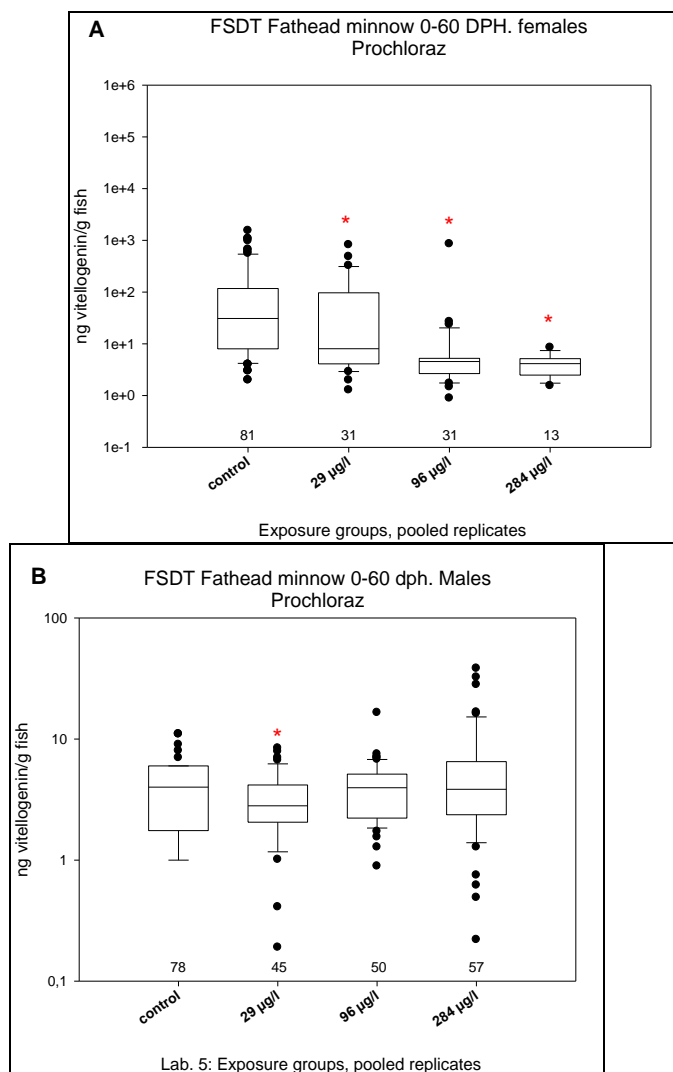 A
FSDT Fathead minnow 0-60 DPH. females
Prochloraz
1e+6
1e+5
1e+4
1e+3
1e+2
1e+1
1e+0
1e-1
ng vitellogenin/g fish
* * *
81 31 31 13
control 29 µg/l 96 µg/l 284 µg/l
Exposure groups, pooled replicates
B
FSDT Fathead minnow 0-60 dph. Males
Prochloraz
100
10
1
0,1
ng vitellogenin/g fish
*
78 45 50 57
control 29 µg/l 96 µg/l 284 µg/l
Lab. 5: Exposure groups, pooled replicates